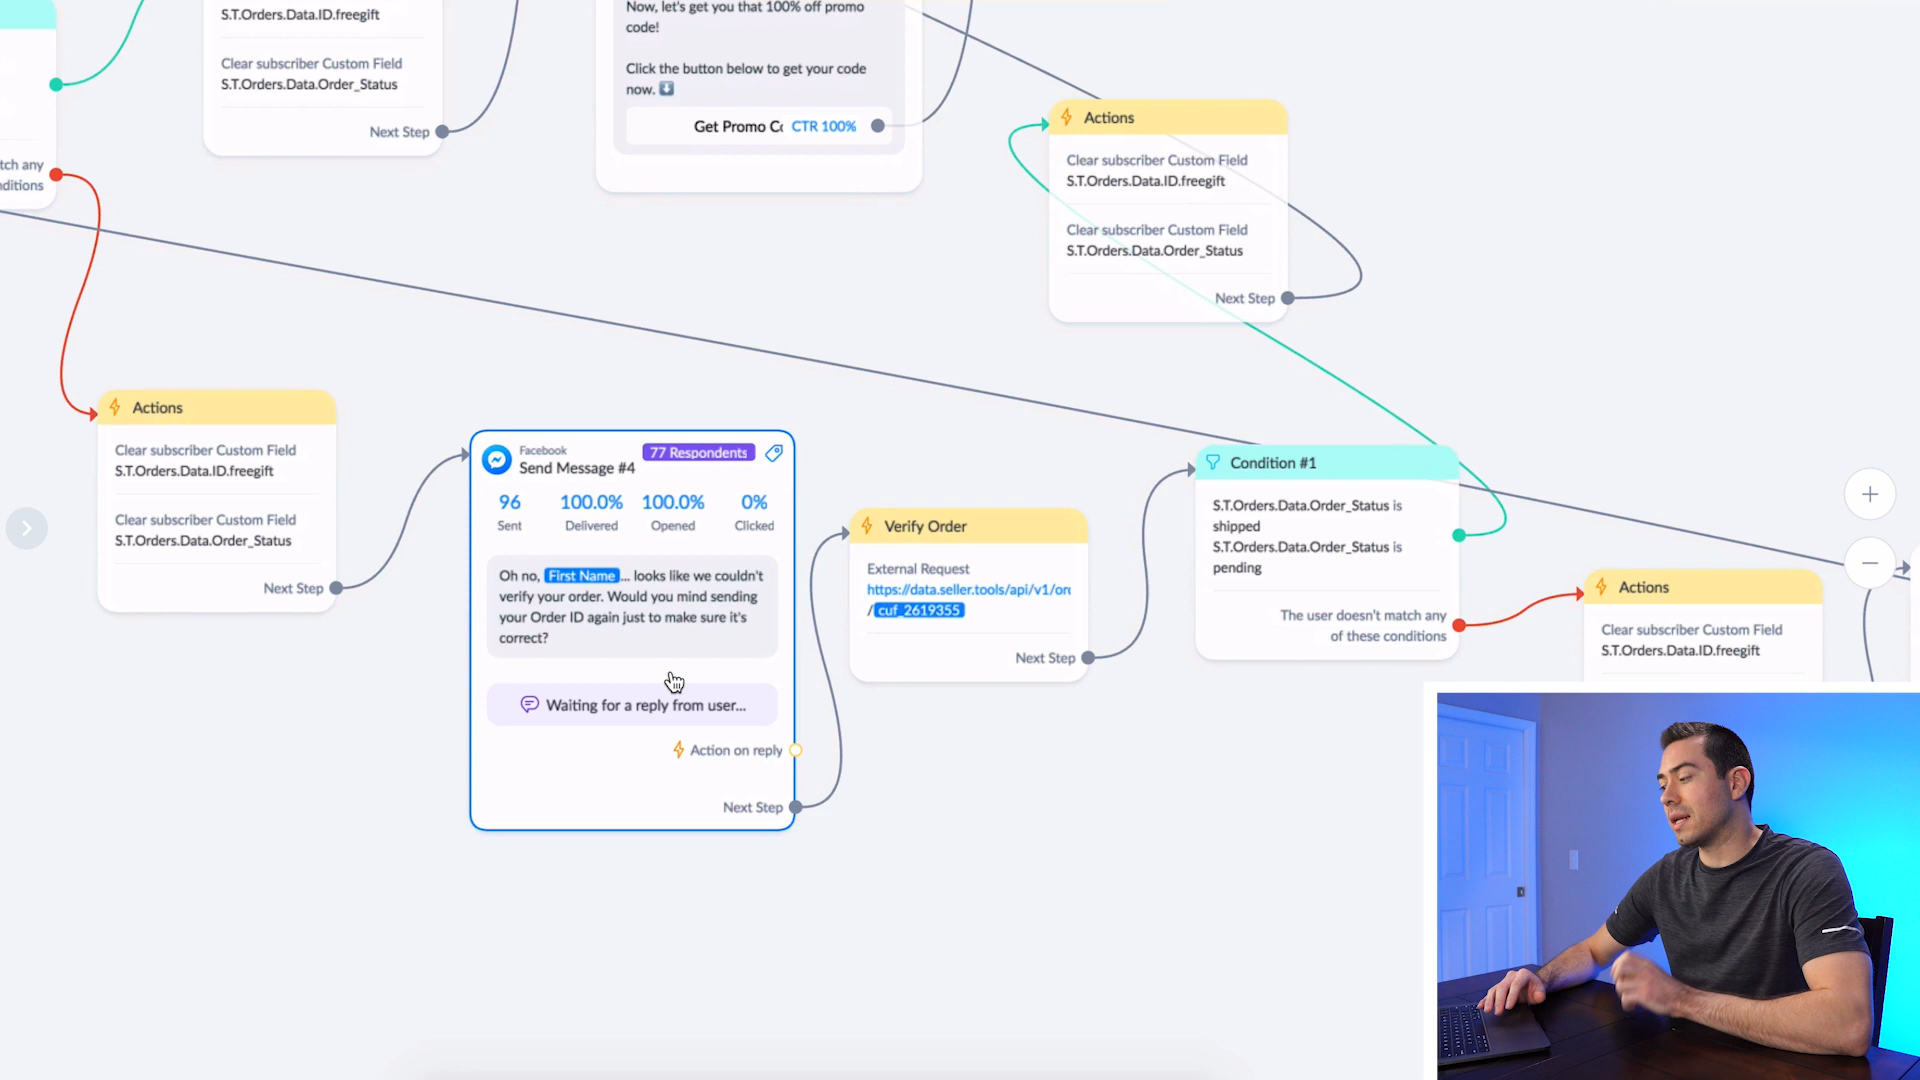 S.T.Orders.Data.ID.freegift
Clear subscriber Custom Field
S.T.Orders.Data.Order_Status
Next Step
tch any
nditions
Now, let's get you that 100% off promo
code!
Click the button below to get your code
now.
Get Promo Cc CTR 100%
Actions
Clear subscriber Custom Field
S.T.Orders.Data.ID.freegift
Clear subscriber Custom Field
S.T.Orders.Data.Order_Status
Next Step
Actions
Clear subscriber Custom Field
S.T.Orders.Data.ID.freegift
Clear subscriber Custom Field
S.T.Orders.Data.Order_Status
Next Step
Facebook
Send Message #4
77 Respondents
96 100.0% 100.0% 0%
Sent Delivered Opened Clicked
Oh no, First Name... looks like we couldn't
verify your order. Would you mind sending
your Order ID again just to make sure it's
correct?
Waiting for a reply from user...
Action on reply
Next Step
Verify Order
External Request
https://data.seller.tools/api/v1/ord
/cuf_2619355
Next Step
Condition #1
S.T.Orders.Data.Order_Status is
shipped
S.T.Orders.Data.Order_Status is
pending
The user doesn't match any
of these conditions
Actions
Clear subscriber Custom Field
S.T.Orders.Data.ID.freegift